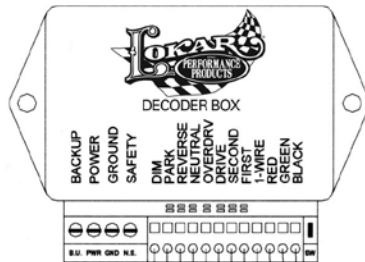 LOKAR
PERFORMANCE
PRODUCTS
DECODER BOX
BACKUP
POWER
GROUND
SAFETY
DIM
PARK
REVERSE
NEUTRAL
OVERDRV
DRIVE
SECOND
FIRST
1-WIRE
RED
GREEN
BLACK
B.U. PWR GND N.E. SW